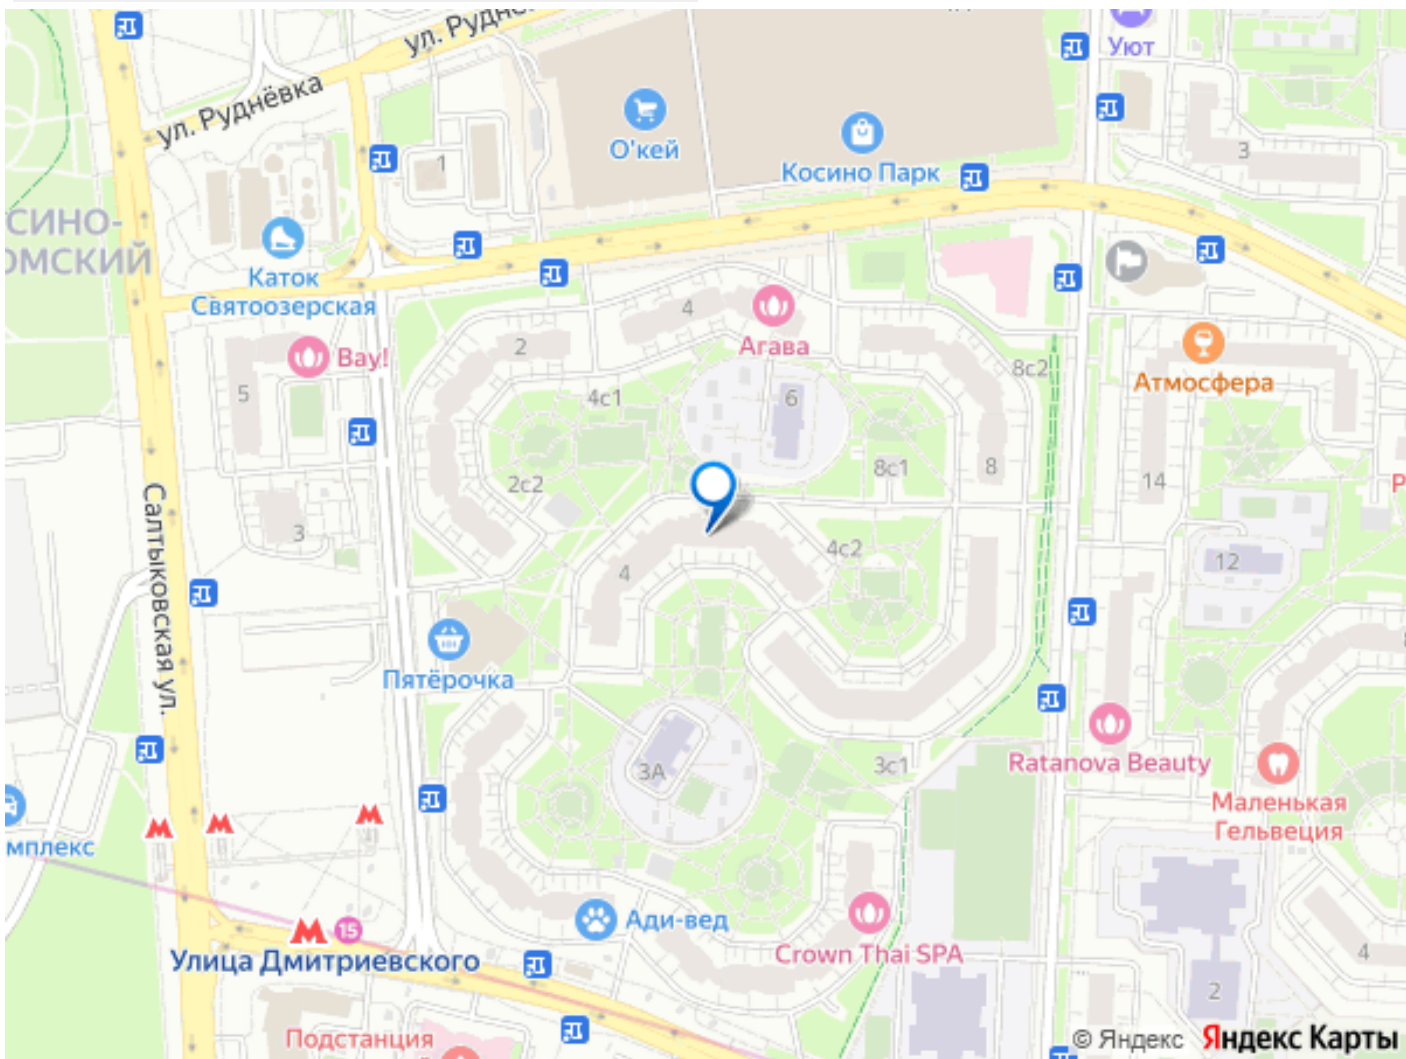 ул. Рудн
Уют
ул. Руднёвка
О'кей
1
Косино Парк
3
СИНО-
ОМСКИЙ
Каток
Святоозерская
4
Агава
2
Вау!
8с2
Атмосфера
5
4с1
6
8с1
8
14
2с2
Р
3
4с2
12
4
Салтыковская ул.
Пятёрочка
3А
3с1
Ratanova Beauty
Маленькая
Гельвеция
мплекс
15
Ади-вед
Улица Дмитриевского
Crown Thai SPA
4
2
Подстанция
© Яндекс Яндекс Карты